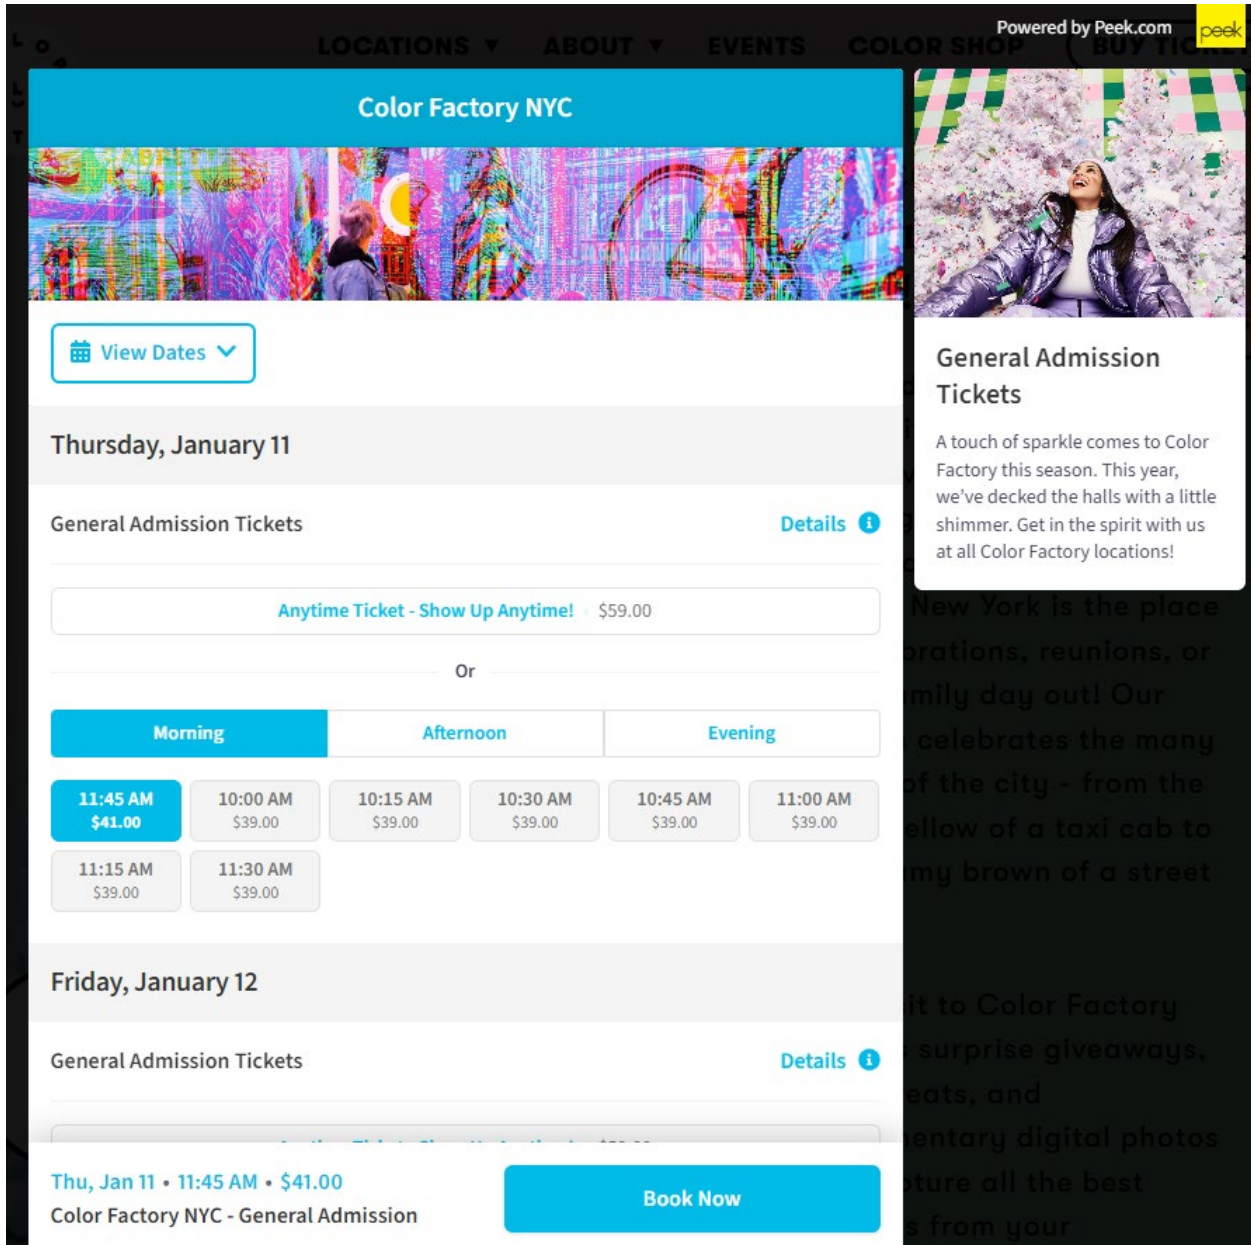 LOCATIONS ▼ ABOUT ▼ EVENTS COLOR SHOP BUY
Powered by Peek.com
peek
Color Factory NYC
View Dates
Thursday, January 11
General Admission Tickets
Details
Anytime Ticket - Show Up Anytime! $59.00
Or
Morning
Afternoon
Evening
11:45 AM
$41.00
10:00 AM
$39.00
10:15 AM
$39.00
10:30 AM
$39.00
10:45 AM
$39.00
11:00 AM
$39.00
11:15 AM
$39.00
11:30 AM
$39.00
Friday, January 12
General Admission Tickets
Details
Thu, Jan 11 • 11:45 AM • $41.00
Color Factory NYC - General Admission
Book Now
General Admission
Tickets
A touch of sparkle comes to Color
Factory this season. This year,
we've decked the halls with a little
shimmer. Get in the spirit with us
at all Color Factory locations!
New York is the place
reunions, or
day out! Our
celebrates the many
of the city - from the
of a taxi cab to
brown of a street
to Color Factory
surprise giveaways,
and
digital photos
all the best
from your